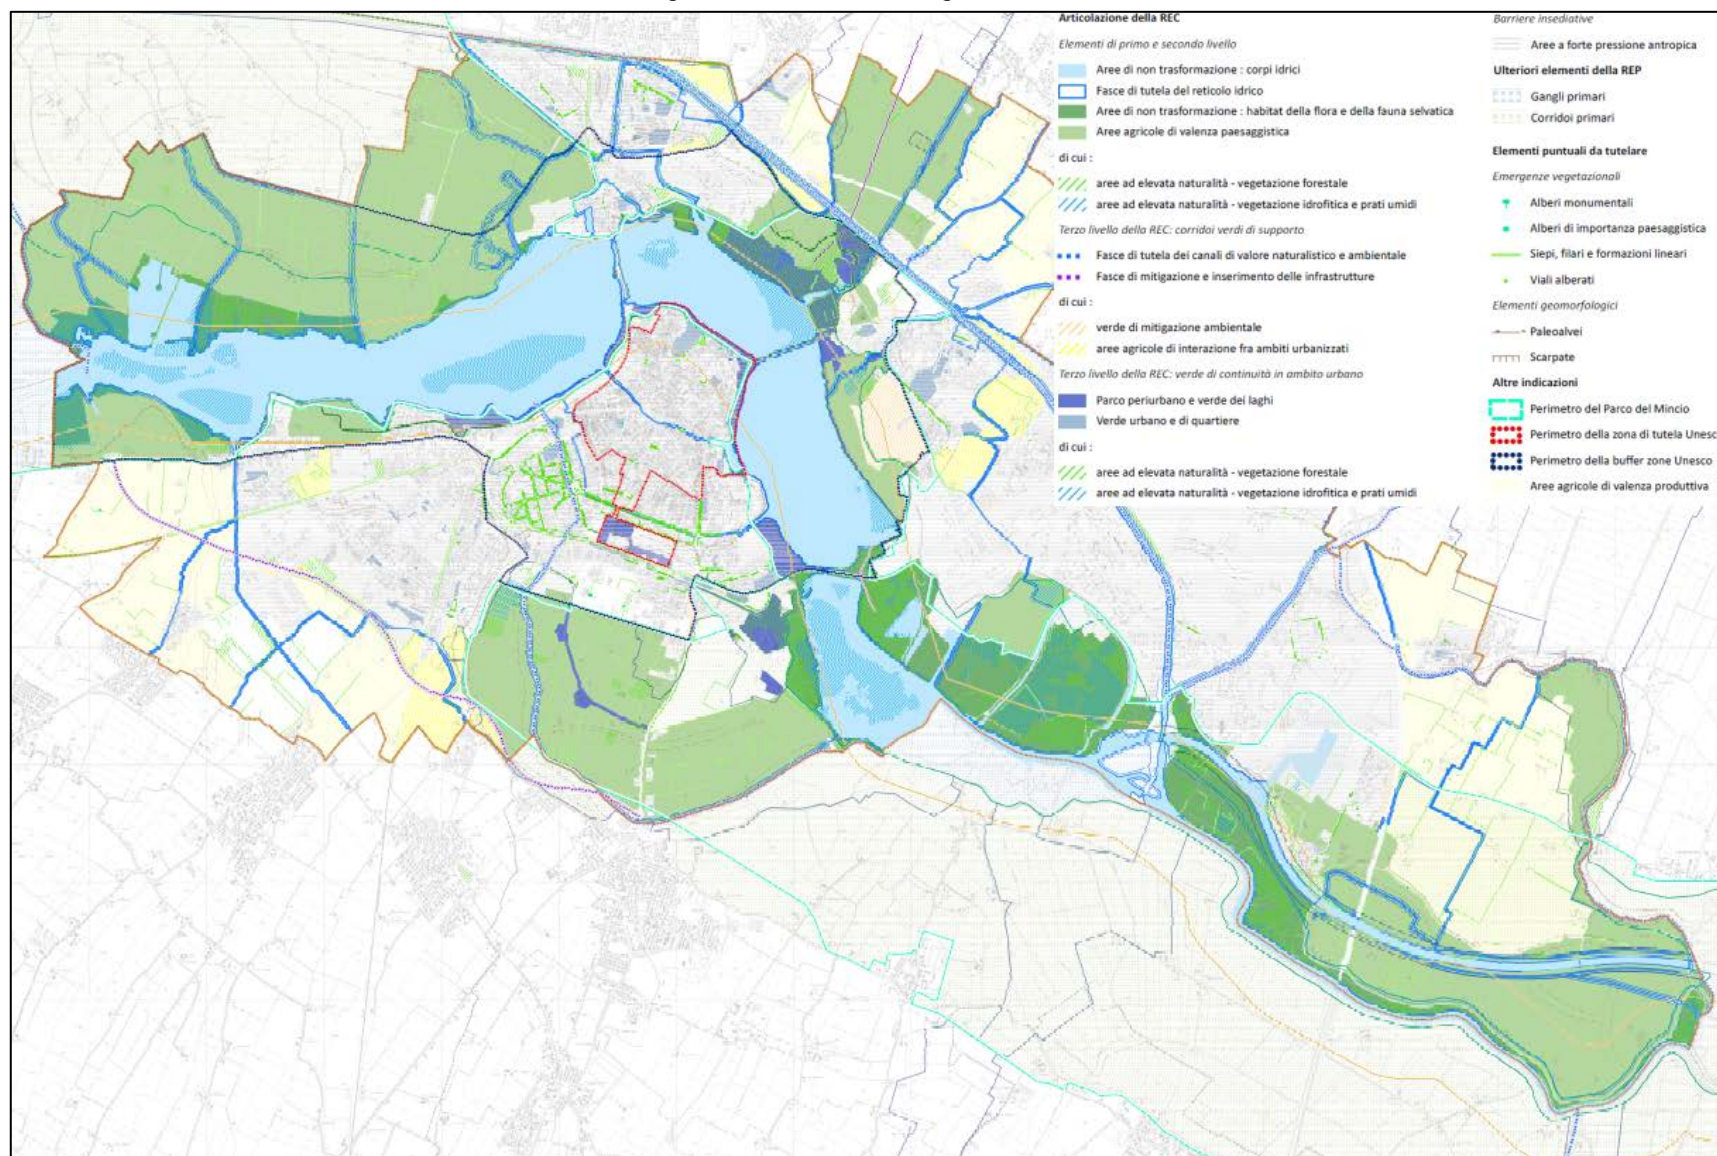 Articolazione della REC
Elementi di primo e secondo livello
Aree di non trasformazione : corpi idrici
Fasce di tutela del reticolo idrico
Aree di non trasformazione : habitat della flora e della fauna selvatica
Aree agricole di valenza paesaggistica
di cui :
aree ad elevata naturalità - vegetazione forestale
aree ad elevata naturalità - vegetazione idrofitica e prati umidi
Terzo livello della REC: corridoi verdi di supporto
Fasce di tutela dei canali di valore naturalistico e ambientale
Fasce di mitigazione e inserimento delle infrastrutture
di cui :
verde di mitigazione ambientale
aree agricole di interazione fra ambiti urbanizzati
Terzo livello della REC: verde di continuità in ambito urbano
Parco periurbano e verde dei laghi
Verde urbano e di quartiere
di cui :
aree ad elevata naturalità - vegetazione forestale
aree ad elevata naturalità - vegetazione idrofitica e prati umidi
Barriere insediative
Aree a forte pressione antropica
Ulteriori elementi della REP
Gangli primari
Corridoi primari
Elementi puntuali da tutelare
Emergenze vegetazionali
Alberi monumentali
Alberi di importanza paesaggistica
Siepi, filari e formazioni lineari
Viali alberati
Elementi geomorfologici
Paleoalvei
Scarpate
Altre indicazioni
Perimetro del Parco del Mincio
Perimetro della zona di tutela Unesc
Perimetro della buffer zone Unesco
Aree agricole di valenza produttiva